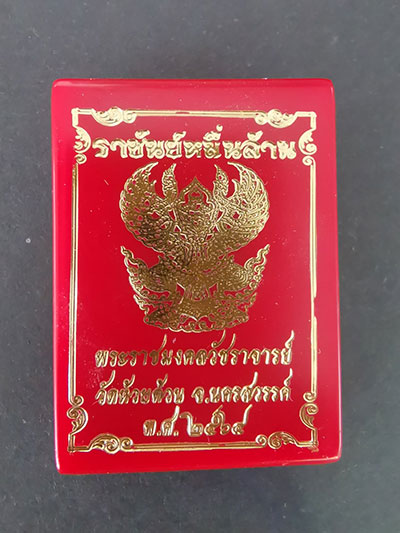 ราชันย์หมื่นล้าน
พระราชมงคลวัชราจารย์
วัดห้วยด้วน จ.นครสวรรค์
พ.ศ.๒๕๖๔